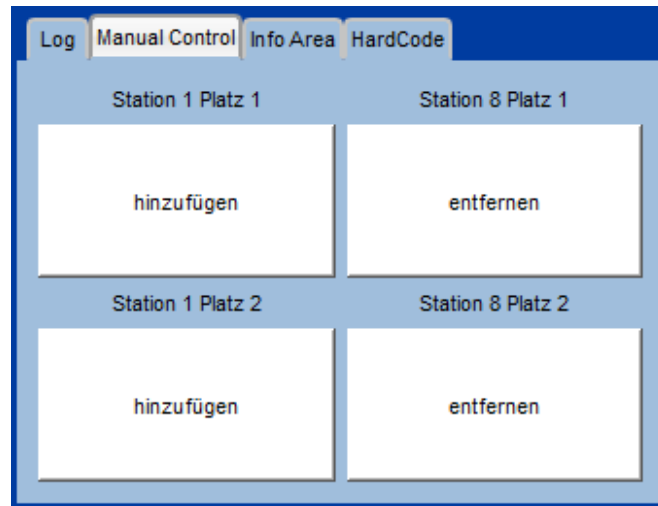 Log Manual Control Info Area HardCode
Station 1 Platz 1 Station 8 Platz 1
hinzufügen entfernen
Station 1 Platz 2 Station 8 Platz 2
hinzufügen entfernen